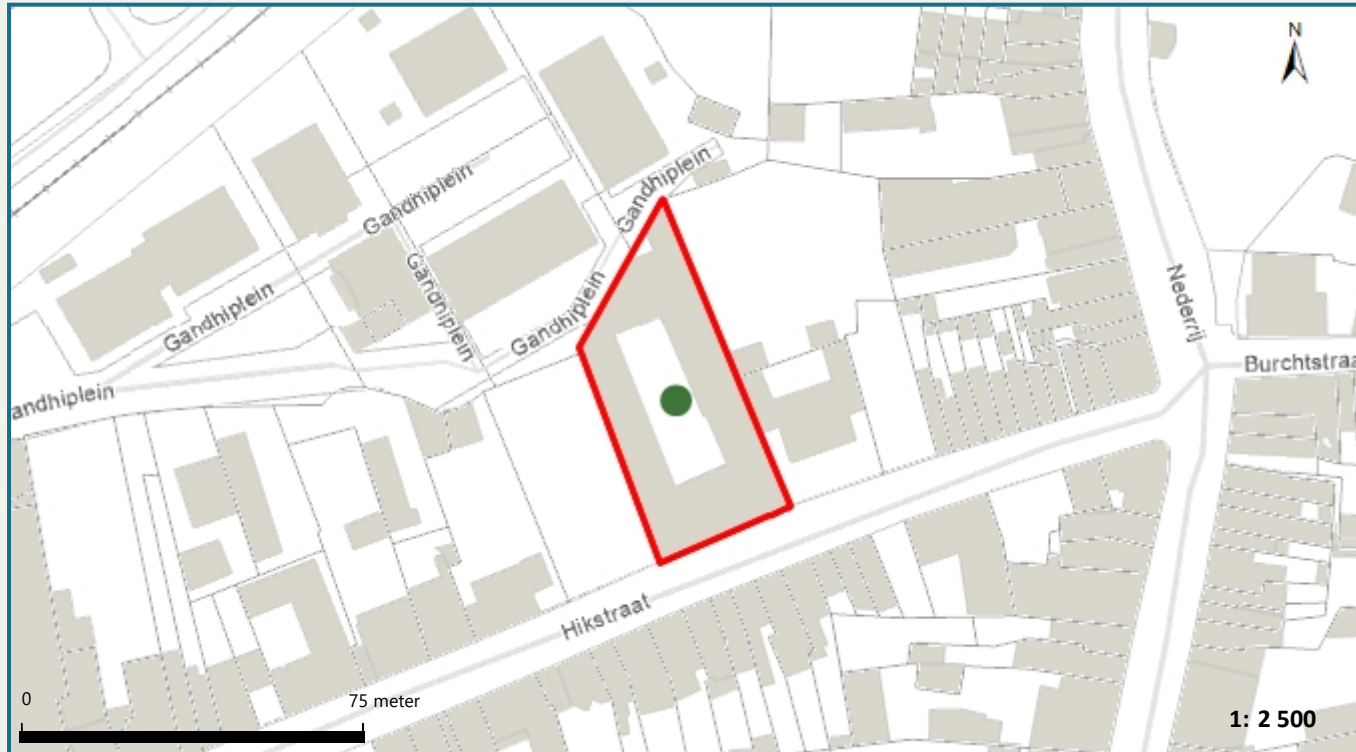 N
Gandhiplein
Gandhiplein
Nederrij
Gandhiplein
Gandhiplein
Gandhiplein
Burchtstraa
andhiplein
Hikstraat
0
75 meter
1: 2 500